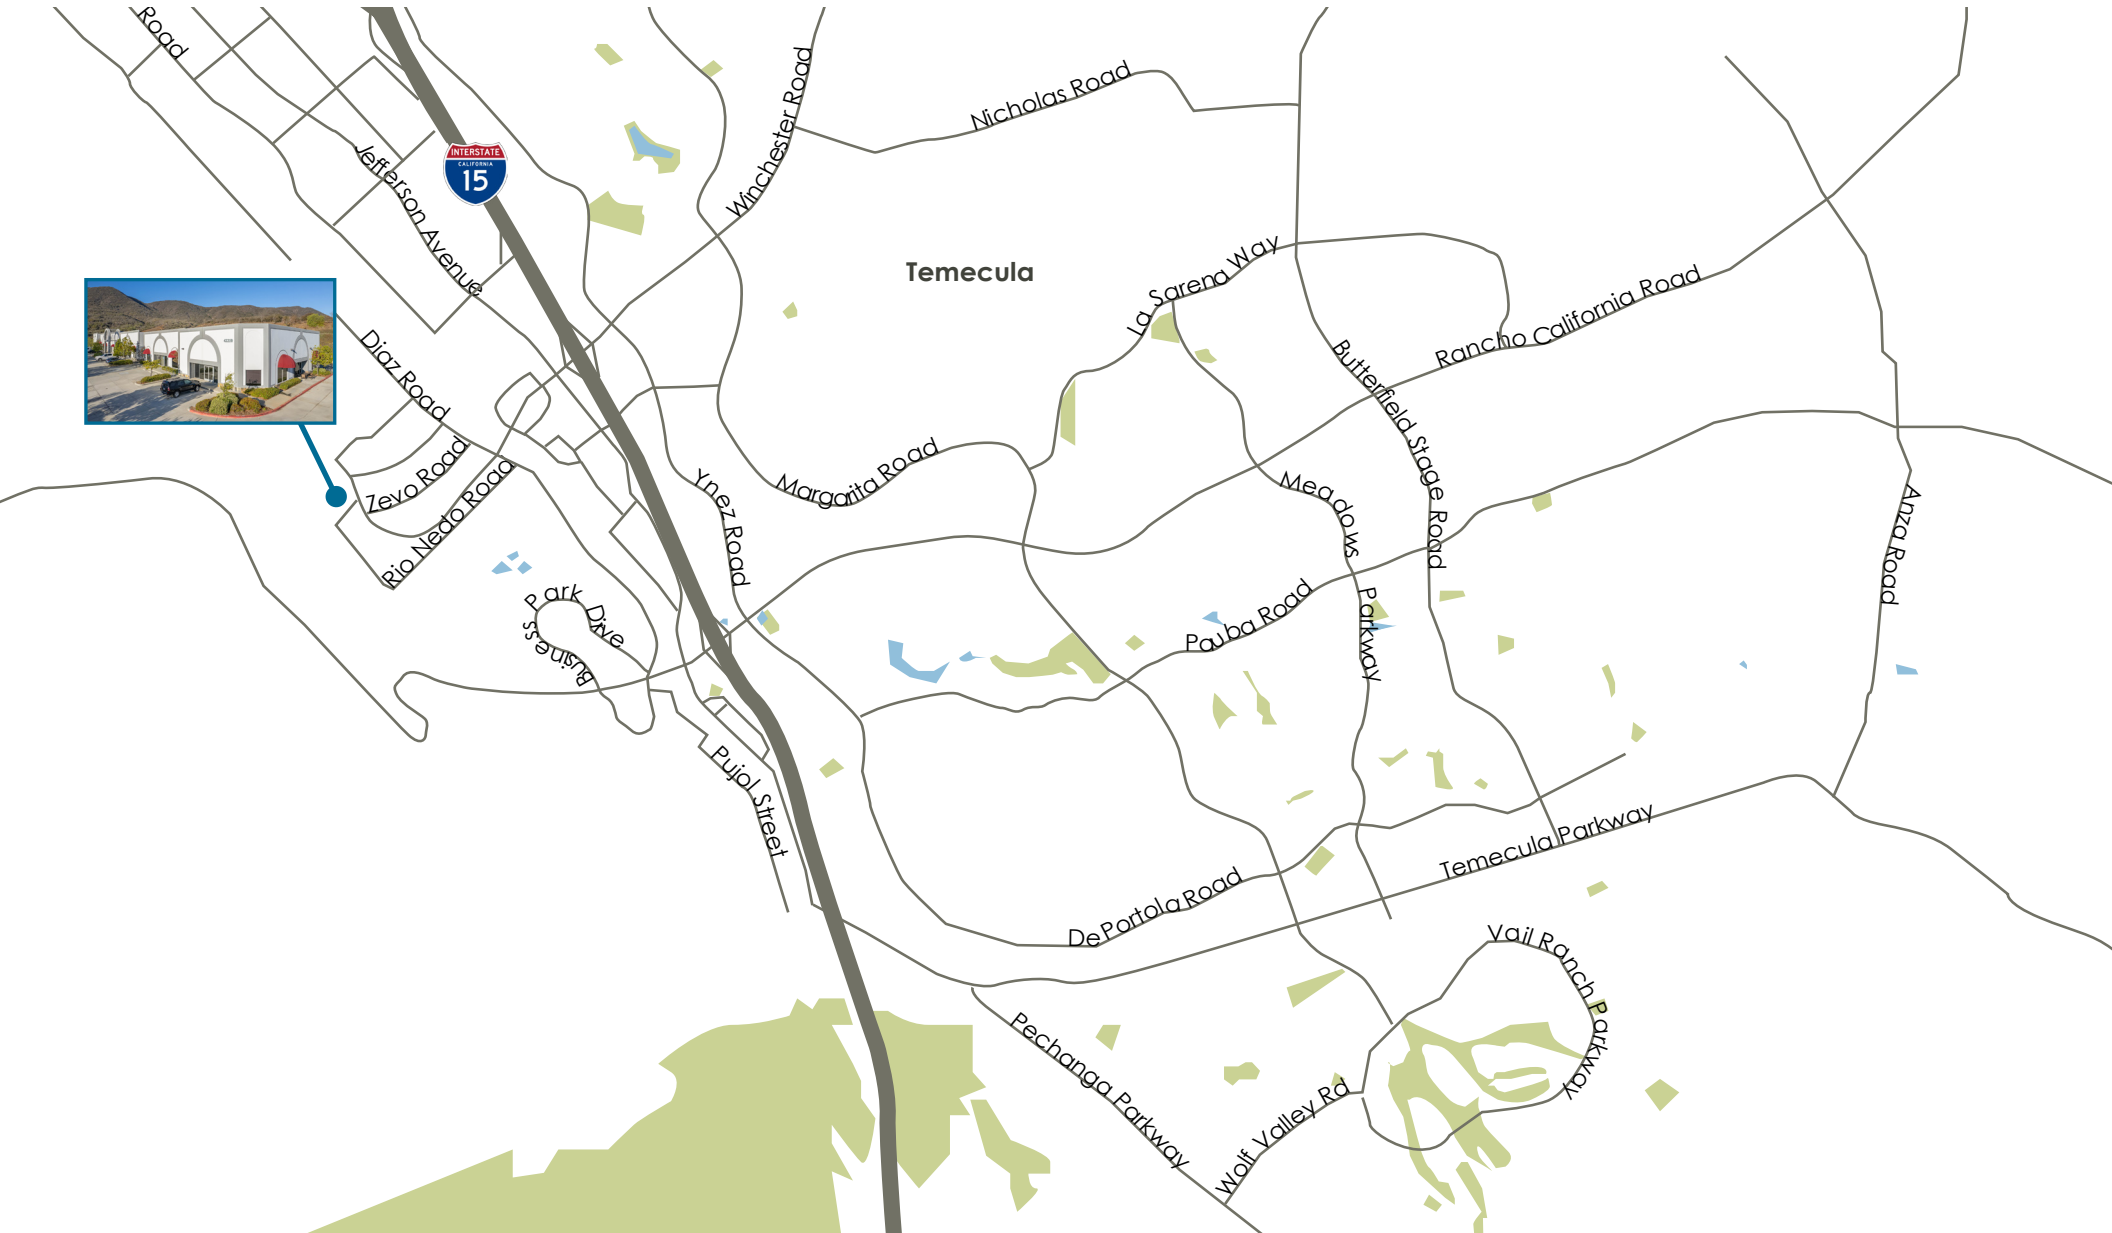 Road
Jefferson Avenue
INTERSTATE
CALIFORNIA
15
Winchester Road
Nicholas Road
Temecula
La Sarena Way
Rancho California Road
Butterfield Stage Road
Diaz Road
Zevo Road
Rio Nedo Road
Ynez Road
Margarita Road
Meadows Parkway
Anza Road
Business Park Dive
Pauba Road
Pujol Street
Temecula Parkway
De Portola Road
Vail Ranch Parkway
Pechanga Parkway
Wolf Valley Rd